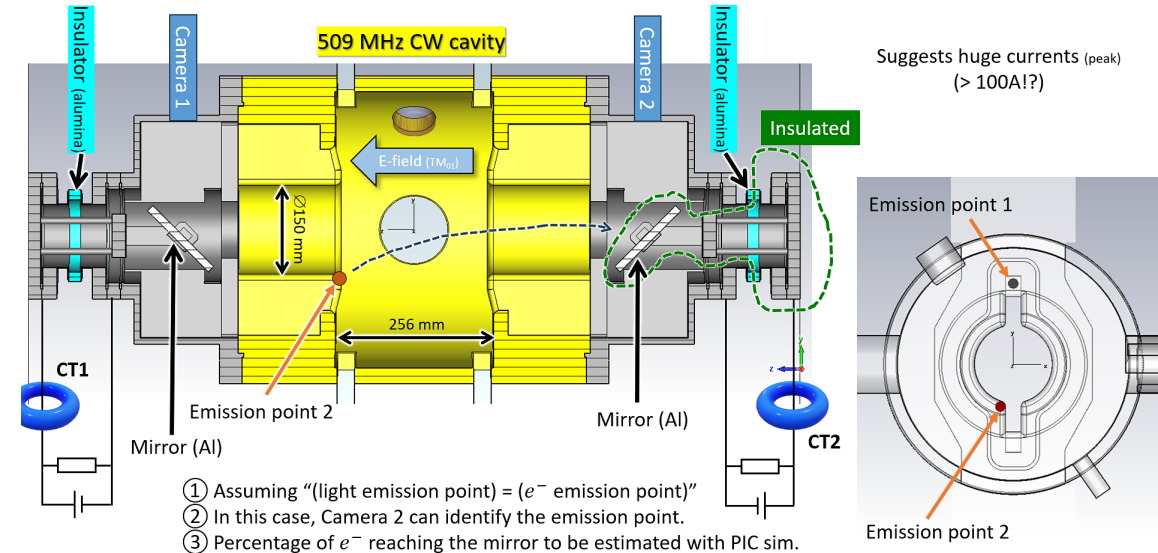 Insulator (alumina)
Camera 1
509 MHz CW cavity
Camera 2
Insulator (alumina)
Suggests huge currents (peak)
(> 100A!?)
Insulated
E-field (TM₀₁)
∅150 mm
y
x
256 mm
Emission point 1
y
x
CT1
Emission point 2
Mirror (Al)
y
z
Mirror (Al)
CT2
Emission point 2
① Assuming “(light emission point) = (e⁻ emission point)”
② In this case, Camera 2 can identify the emission point.
③ Percentage of e⁻ reaching the mirror to be estimated with PIC sim.